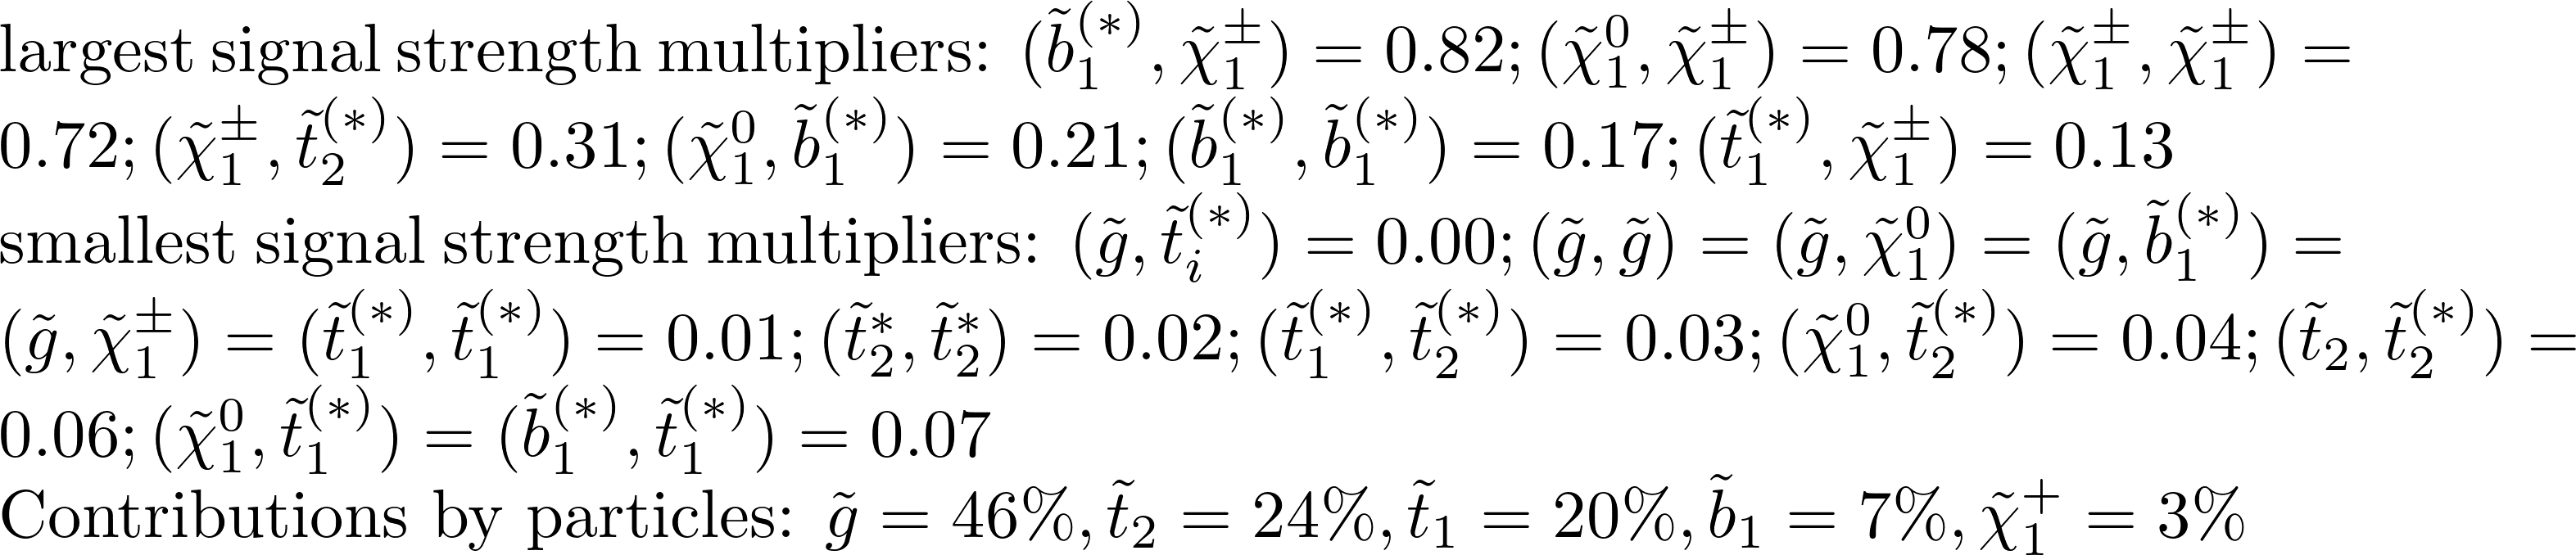 largest signal strength multipliers: (b̃₁⁽*⁾, χ̃₁±) = 0.82; (χ̃₁⁰, χ̃₁±) = 0.78; (χ̃₁±, χ̃₁±) =
0.72; (χ̃₁±, t̃₂⁽*⁾) = 0.31; (χ̃₁⁰, b̃₁⁽*⁾) = 0.21; (b̃₁⁽*⁾, b̃₁⁽*⁾) = 0.17; (t̃₁⁽*⁾, χ̃₁±) = 0.13
smallest signal strength multipliers: (g̃, t̃ᵢ⁽*⁾) = 0.00; (g̃, g̃) = (g̃, χ̃₁⁰) = (g̃, b̃₁⁽*⁾) =
(g̃, χ̃₁±) = (t̃₁⁽*⁾, t̃₁⁽*⁾) = 0.01; (t̃₂*, t̃₂*) = 0.02; (t̃₁⁽*⁾, t̃₂⁽*⁾) = 0.03; (χ̃₁⁰, t̃₂⁽*⁾) = 0.04; (t̃₂, t̃₂⁽*⁾) =
0.06; (χ̃₁⁰, t̃₁⁽*⁾) = (b̃₁⁽*⁾, t̃₁⁽*⁾) = 0.07
Contributions by particles: g̃ = 46%, t̃₂ = 24%, t̃₁ = 20%, b̃₁ = 7%, χ̃₁⁺ = 3%